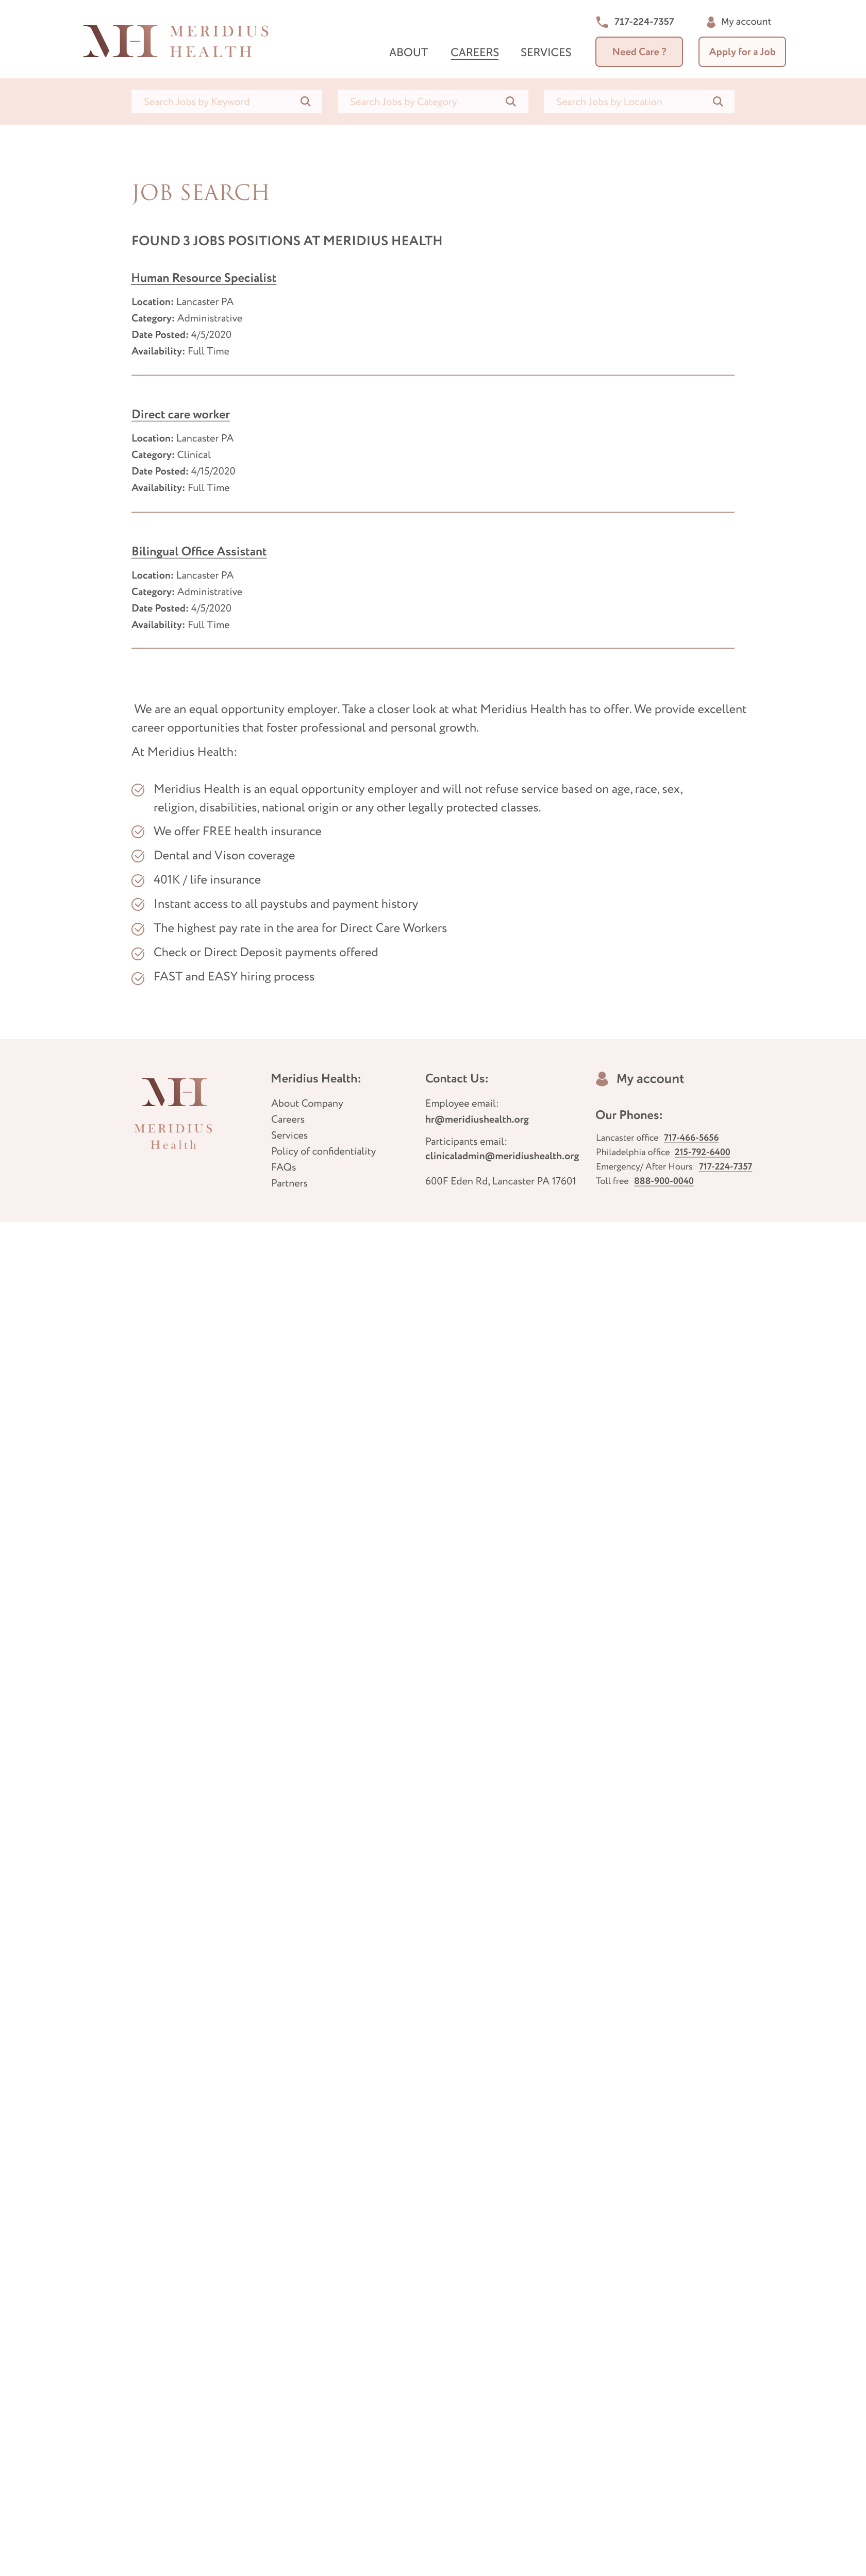 717-224-7357
My account
MERIDIUS
HEALTH
ABOUT
CAREERS
SERVICES
Need Care ?
Apply for a Job
Search Jobs by Keyword
Search Jobs by Category
Search Jobs by Location
JOB SEARCH
FOUND 3 JOBS POSITIONS AT MERIDIUS HEALTH
Human Resource Specialist
Location: Lancaster PA
Category: Administrative
Date Posted: 4/5/2020
Availability: Full Time
Direct care worker
Location: Lancaster PA
Category: Clinical
Date Posted: 4/15/2020
Availability: Full Time
Bilingual Office Assistant
Location: Lancaster PA
Category: Administrative
Date Posted: 4/5/2020
Availability: Full Time
We are an equal opportunity employer. Take a closer look at what Meridius Health has to offer. We provide excellent
career opportunities that foster professional and personal growth.
At Meridius Health:
Meridius Health is an equal opportunity employer and will not refuse service based on age, race, sex,
religion, disabilities, national origin or any other legally protected classes.
We offer FREE health insurance
Dental and Vison coverage
401K / life insurance
Instant access to all paystubs and payment history
The highest pay rate in the area for Direct Care Workers
Check or Direct Deposit payments offered
FAST and EASY hiring process
MH
MERIDIUS
Health
Meridius Health:
About Company
Careers
Services
Policy of confidentiality
FAQs
Partners
Contact Us:
Employee email:
hr@meridiushealth.org
Participants email:
clinicaladmin@meridiushealth.org
600F Eden Rd, Lancaster PA 17601
My account
Our Phones:
Lancaster office 717-466-5656
Philadelphia office 215-792-6400
Emergency/ After Hours 717-224-7357
Toll free 888-900-0040